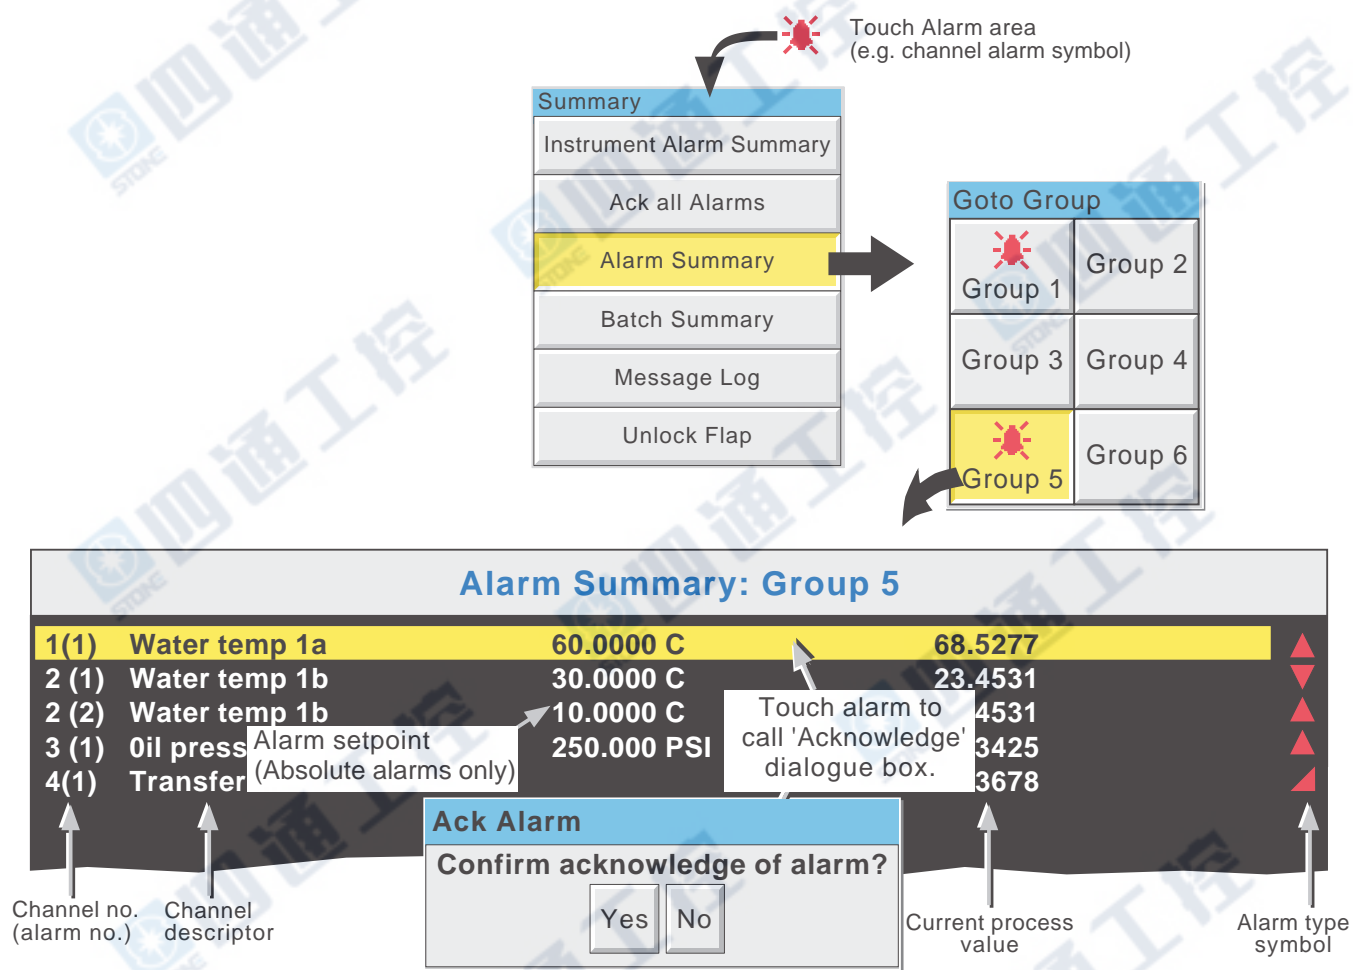 Touch Alarm area
(e.g. channel alarm symbol)
Summary
Instrument Alarm Summary
Ack all Alarms
Alarm Summary
Batch Summary
Message Log
Unlock Flap
Goto Group
Group 1
Group 2
Group 3
Group 4
Group 5
Group 6
Alarm Summary: Group 5
1(1) Water temp 1a 60.0000 C 68.5277
2 (1) Water temp 1b 30.0000 C 23.4531
2 (2) Water temp 1b 10.0000 C 4531
3 (1) 0il press 250.000 PSI 3425
4(1) Transfer 3678
Alarm setpoint
(Absolute alarms only)
Touch alarm to
call 'Acknowledge'
dialogue box.
Ack Alarm
Confirm acknowledge of alarm?
Yes No
Channel no.
(alarm no.)
Channel
descriptor
Current process
value
Alarm type
symbol
四通工控
STONE